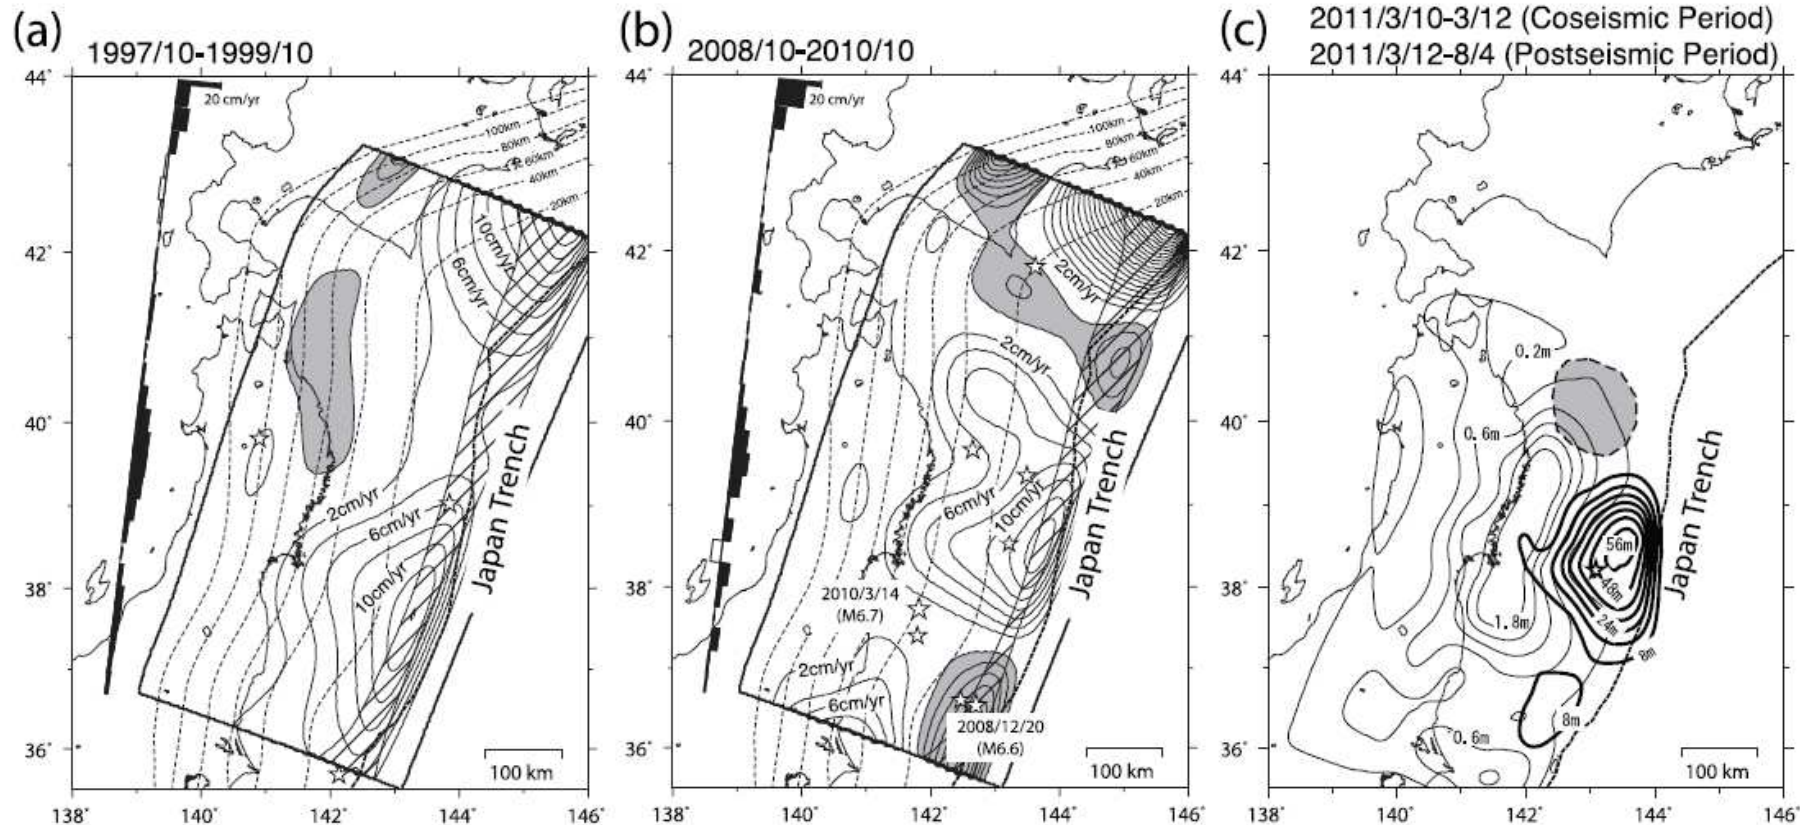 (a)
1997/10-1999/10
20 cm/yr
100km
80km
60km
40km
20km
10cm/yr
6cm/yr
2cm/yr
6cm/yr
10cm/yr
Japan Trench
100 km
44°
42°
40°
38°
36°
138°
140°
142°
144°
146°
(b)
2008/10-2010/10
20 cm/yr
100km
80km
60km
40km
20km
2cm/yr
2cm/yr
6cm/yr
10cm/yr
Japan Trench
2010/3/14
(M6.7)
2cm/yr
6cm/yr
2008/12/20
(M6.6)
100 km
44°
42°
40°
38°
36°
138°
140°
142°
144°
146°
(c)
2011/3/10-3/12 (Coseismic Period)
2011/3/12-8/4 (Postseismic Period)
0.2m
0.6m
56m
48m
24m
1.8m
8m
8m
0.6m
Japan Trench
100 km
44°
42°
40°
38°
36°
138°
140°
142°
144°
146°